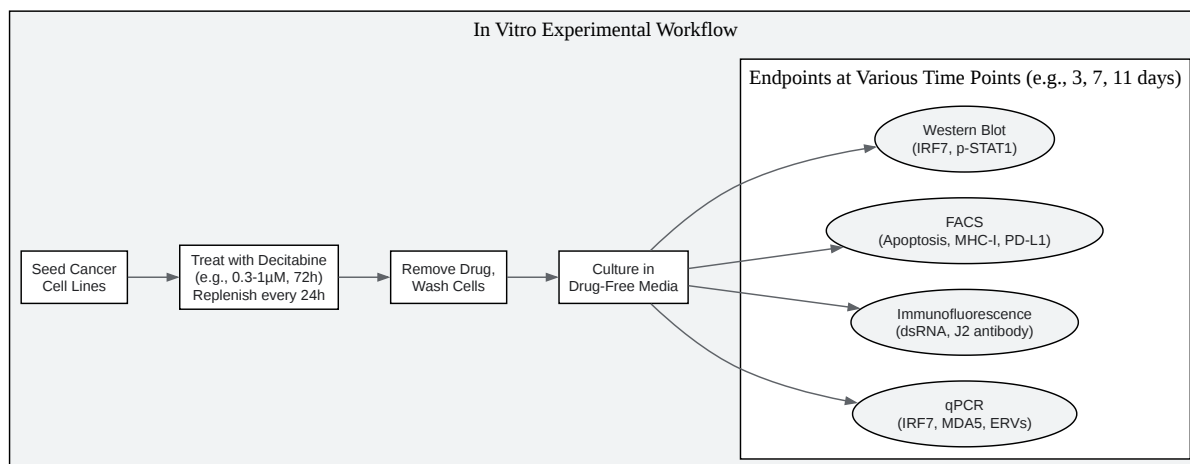 In Vitro Experimental Workflow
Endpoints at Various Time Points (e.g., 3, 7, 11 days)
Seed Cancer
Cell Lines
Treat with Decitabine
(e.g., 0.3-1µM, 72h)
Replenish every 24h
Remove Drug,
Wash Cells
Culture in
Drug-Free Media
Western Blot
(IRF7, p-STAT1)
FACS
(Apoptosis, MHC-I, PD-L1)
Immunofluorescence
(dsRNA, J2 antibody)
qPCR
(IRF7, MDA5, ERVs)